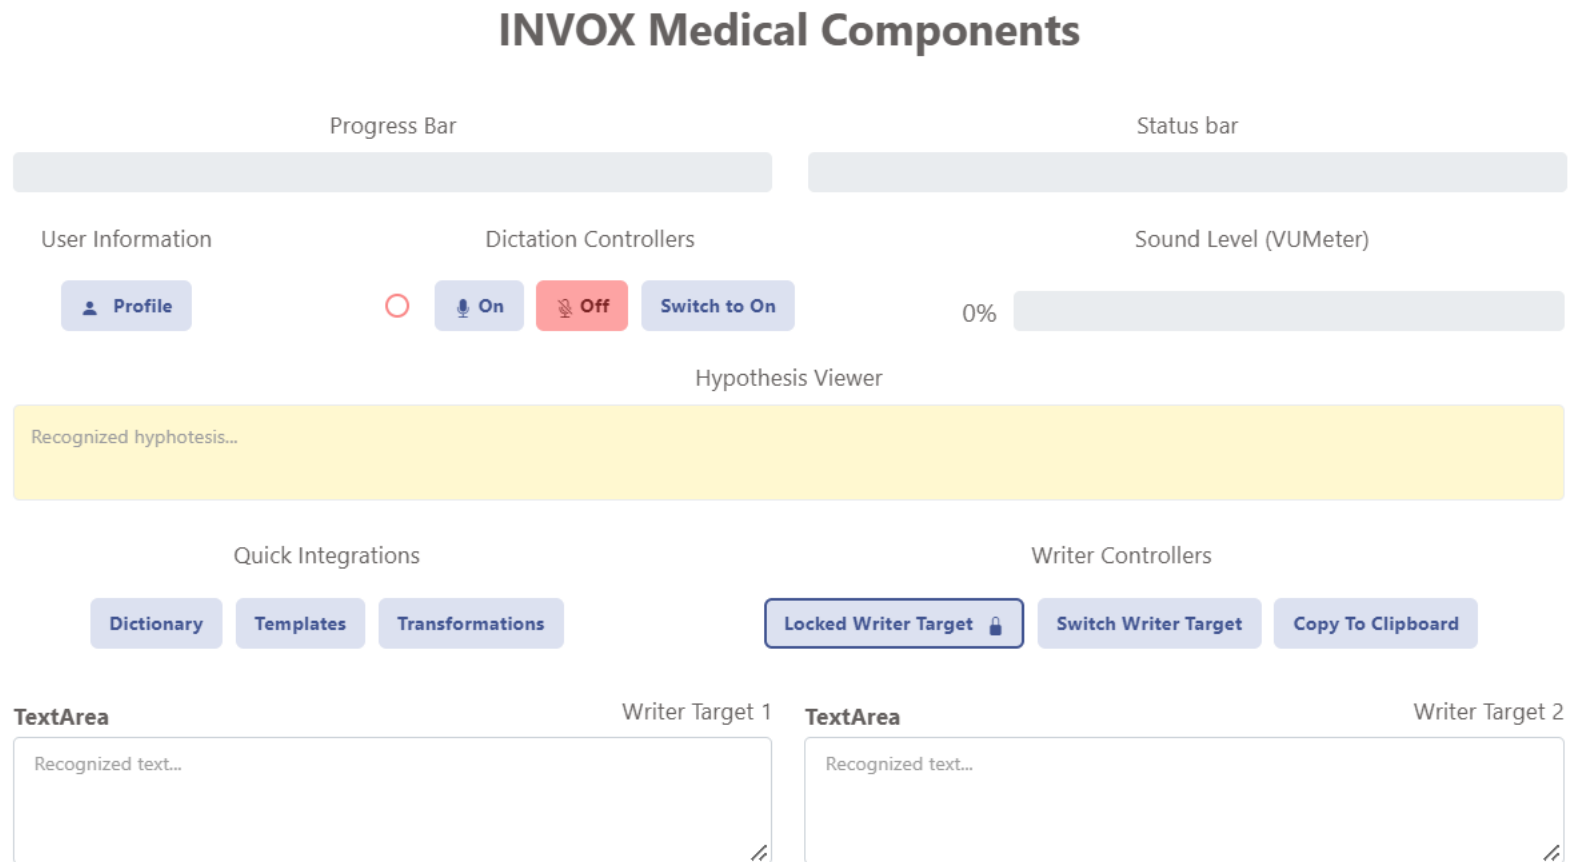 INVOX Medical Components
Progress Bar
Status bar
User Information
Dictation Controllers
Sound Level (VUMeter)
Profile
On
Off
Switch to On
0%
Hypothesis Viewer
Recognized hyphotesis...
Quick Integrations
Writer Controllers
Dictionary
Templates
Transformations
Locked Writer Target
Switch Writer Target
Copy To Clipboard
TextArea
Writer Target 1
TextArea
Writer Target 2
Recognized text...
Recognized text...